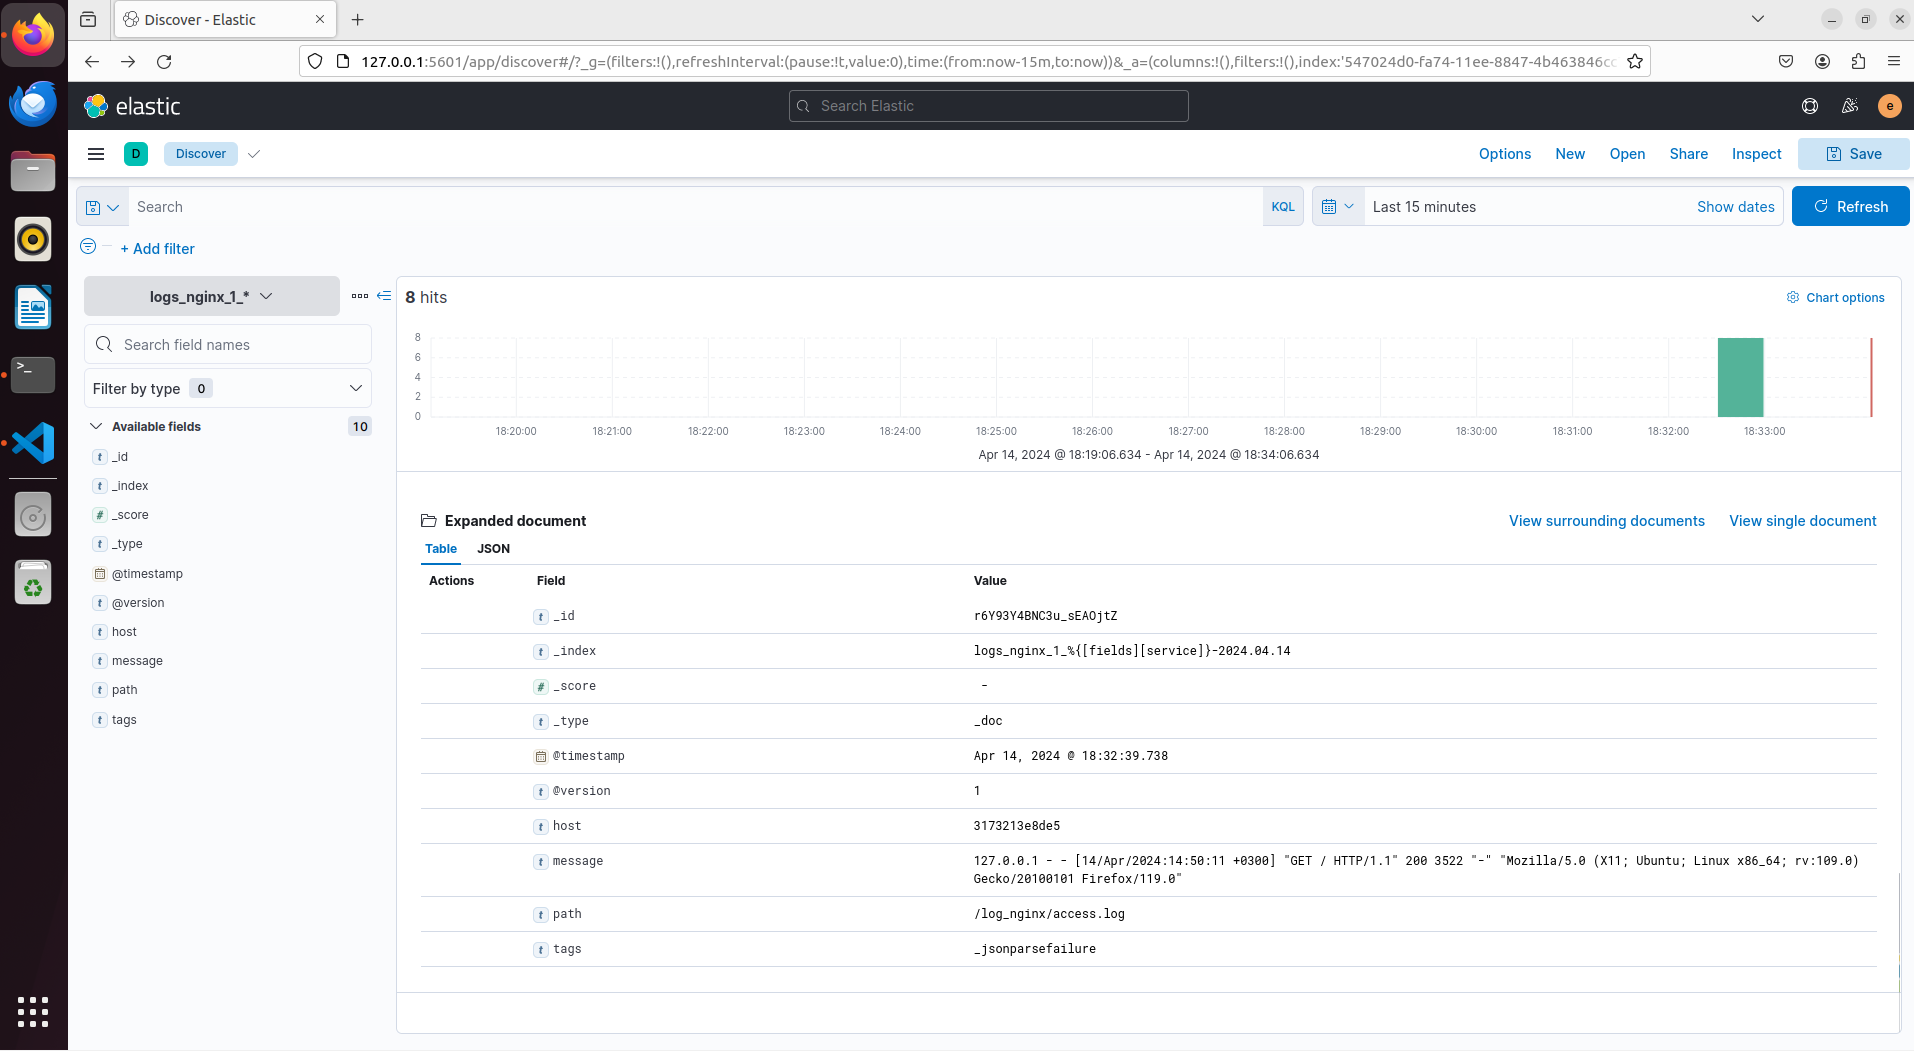 Discover - Elastic
127.0.0.1:5601/app/discover#/?_g=(filters:!(),refreshInterval:(pause:!t,value:0),time:(from:now-15m,to:now))&_a=(columns:!(),filters:!(),index:'547024d0-fa74-11ee-8847-4b463846cc
elastic
Search Elastic
e
D
Discover
Options New Open Share Inspect Save
Search
KQL
Last 15 minutes
Show dates
Refresh
+ Add filter
logs_nginx_1_*
Search field names
Filter by type 0
Available fields 10
t _id
t _index
# _score
t _type
@timestamp
t @version
t host
t message
t path
t tags
8 hits
Chart options
8
6
4
2
0
18:20:00 18:21:00 18:22:00 18:23:00 18:24:00 18:25:00 18:26:00 18:27:00 18:28:00 18:29:00 18:30:00 18:31:00 18:32:00 18:33:00
Apr 14, 2024 @ 18:19:06.634 - Apr 14, 2024 @ 18:34:06.634
Expanded document
View surrounding documents View single document
Table JSON
Actions Field Value
t _id r6Y93Y4BNC3u_sEAOjtZ
t _index logs_nginx_1_%{[fields][service]}-2024.04.14
# _score -
t _type _doc
@timestamp Apr 14, 2024 @ 18:32:39.738
t @version 1
t host 3173213e8de5
t message 127.0.0.1 - - [14/Apr/2024:14:50:11 +0300] "GET / HTTP/1.1" 200 3522 "-" "Mozilla/5.0 (X11; Ubuntu; Linux x86_64; rv:109.0)
Gecko/20100101 Firefox/119.0"
t path /log_nginx/access.log
t tags _jsonparsefailure